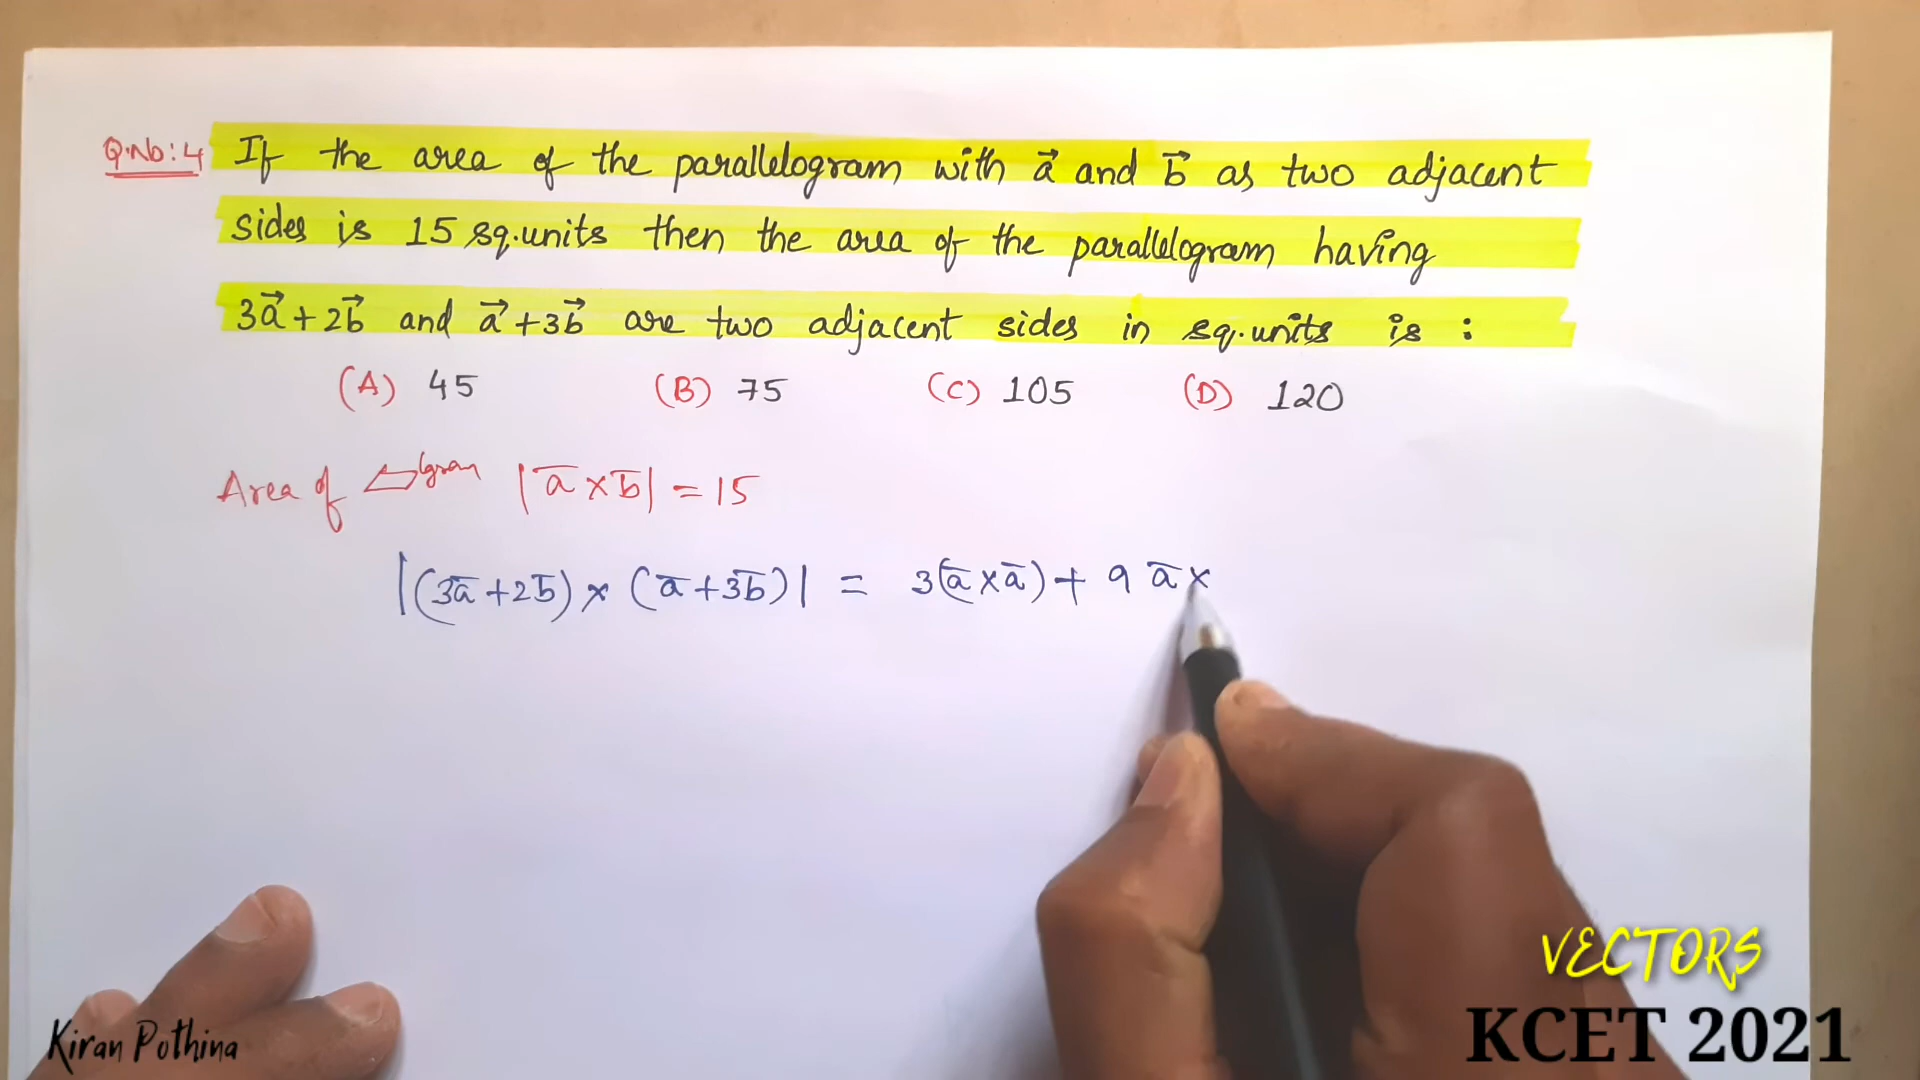 Q.No:4 If the area of the parallelogram with a⃗ and b⃗ as two adjacent
sides is 15 sq.units then the area of the parallelogram having
3a⃗ + 2b⃗ and a⃗ + 3b⃗ are two adjacent sides in sq.units is :
(A) 45 (B) 75 (C) 105 (D) 120
Area of ▱gram |a̅ × b̅| = 15
|(3a̅ + 2b̅) × (a̅ + 3b̅)| = 3(a̅ × a̅) + 9 a̅ ×
VECTORS
KCET 2021
Kiran Pothina